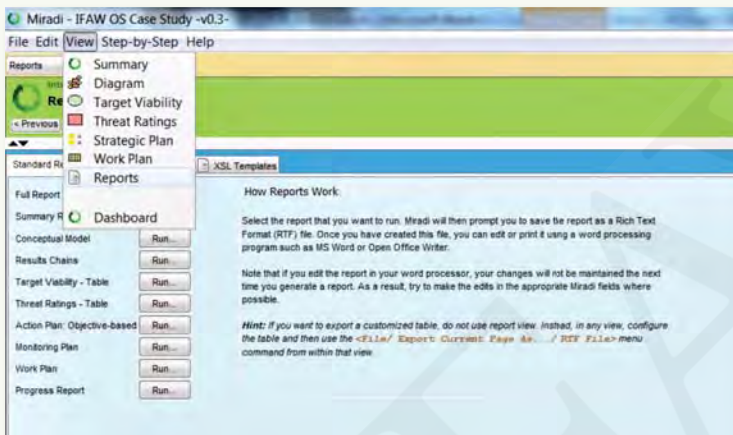 Miradi - IFAW OS Case Study -v0.3-
File Edit View Step-by-Step Help
Reports
Summary
Diagram
Target Viability
Threat Ratings
Strategic Plan
Work Plan
Reports
Dashboard
Re
< Previous
Standard Re
XSL Templates
Full Report
Summary R
Conceptual Model Run...
Results Chains Run...
Target Viability - Table Run...
Threat Ratings - Table Run...
Action Plan: Objective-based Run...
Monitoring Plan Run...
Work Plan Run...
Progress Report Run...
How Reports Work
Select the report that you want to run. Miradi will then prompt you to save the report as a Rich Text
Format (RTF) file. Once you have created this file, you can edit or print it using a word processing
program such as MS Word or Open Office Writer.
Note that if you edit the report in your word processor, your changes will not be maintained the next
time you generate a report. As a result, try to make the edits in the appropriate Miradi fields where
possible.
Hint: If you want to export a customized table, do not use report view. Instead, in any view, configure
the table and then use the <File/ Export Current Page As.../ RTF File> menu
command from within that view.